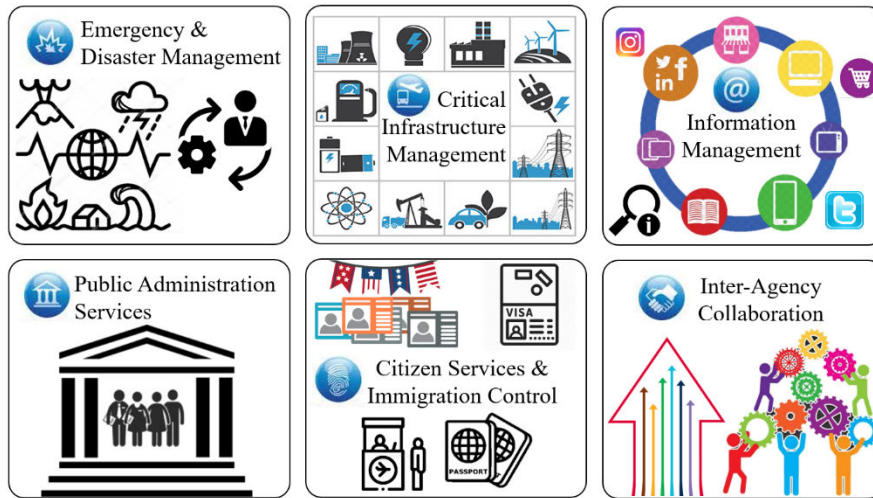 Emergency &
Disaster Management
Critical
Infrastructure
Management
@
Information
Management
in f
i
Public Administration
Services
VISA
Citizen Services &
Immigration Control
PASSPORT
Inter-Agency
Collaboration